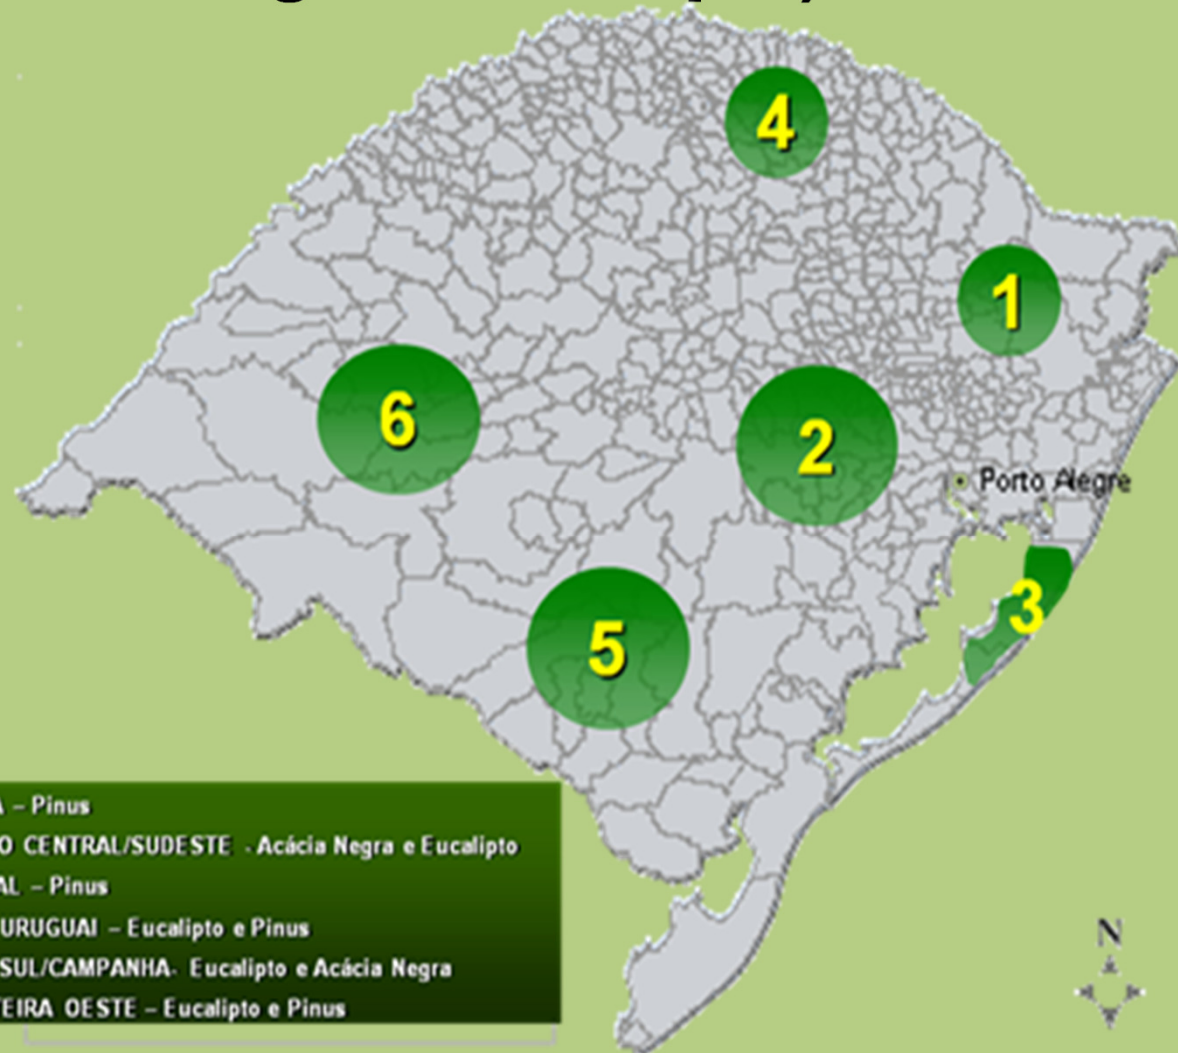 4
1
6
2
Porto Alegre
3
5
– Pinus
O CENTRAL/SUDESTE - Acácia Negra e Eucalipto
AL – Pinus
URUGUAI – Eucalipto e Pinus
SUL/CAMPANHA- Eucalipto e Acácia Negra
EIRA OESTE – Eucalipto e Pinus
N